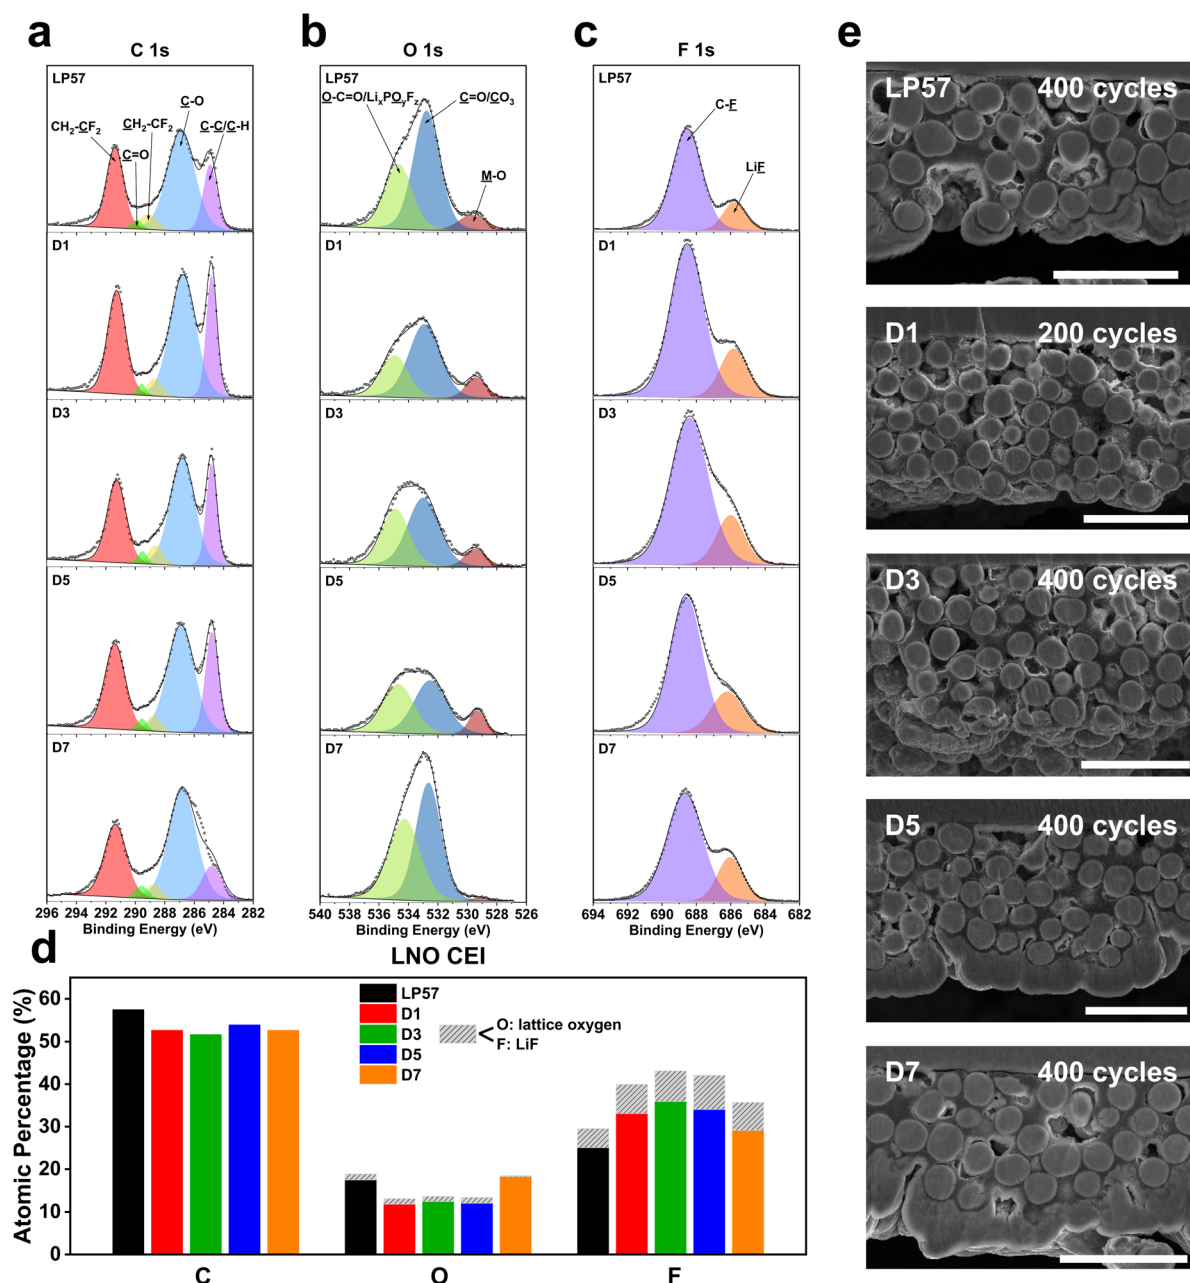 a
C 1s
LP57
CH₂-CF₂
C=O
CH₂-CF₂
C-O
C-C/C-H
D1
D3
D5
D7
296 294 292 290 288 286 284 282
Binding Energy (eV)
b
O 1s
LP57
O-C=O/LiₓPOᵧF_z
C=O/CO₃
M-O
D1
D3
D5
D7
540 538 536 534 532 530 528 526
Binding Energy (eV)
c
F 1s
LP57
C-F
LiF
D1
D3
D5
D7
694 692 690 688 686 684 682
Binding Energy (eV)
d
LNO CEI
Atomic Percentage (%)
60
50
40
30
20
10
0
LP57
D1
D3
D5
D7
O: lattice oxygen
F: LiF
C O F
e
LP57 400 cycles
D1 200 cycles
D3 400 cycles
D5 400 cycles
D7 400 cycles